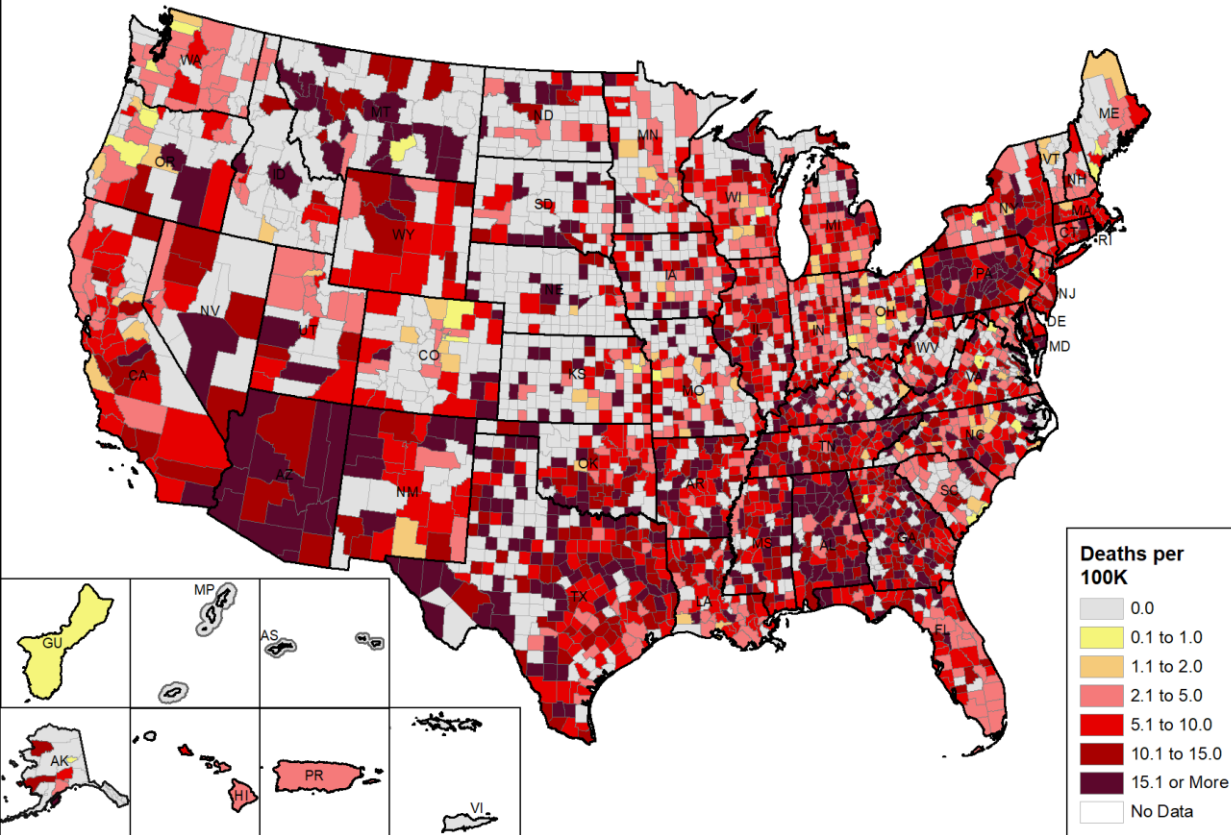 WA
MT
ND
MN
ME
VT
NH
OR
ID
SD
WI
NY
MA
CT
RI
WY
MI
IA
PA
NJ
NE
NV
UT
CO
IL
IN
OH
DE
MD
WV
VA
CA
KS
MO
KY
AZ
NM
OK
AR
TN
NC
SC
MS
AL
GA
TX
LA
FL
GU
MP
AS
AK
HI
PR
VI
Deaths per
100K
0.0
0.1 to 1.0
1.1 to 2.0
2.1 to 5.0
5.1 to 10.0
10.1 to 15.0
15.1 or More
No Data